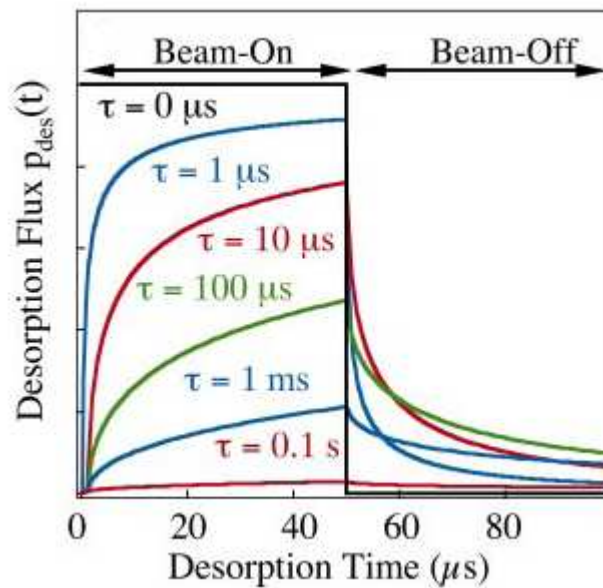 Beam-On Beam-Off
τ = 0 μs
τ = 1 μs
τ = 10 μs
τ = 100 μs
τ = 1 ms
τ = 0.1 s
Desorption Flux p_des(t)
0 20 40 60 80
Desorption Time (μs)